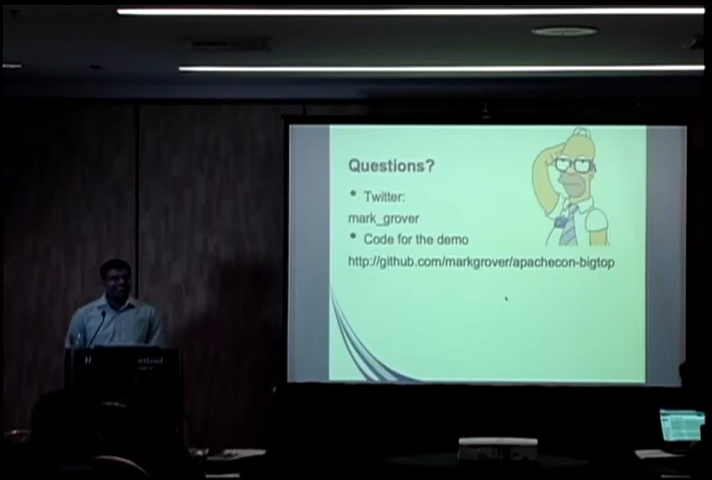 Questions?
• Twitter:
mark_grover
• Code for the demo
http://github.com/markgrover/apachecon-bigtop